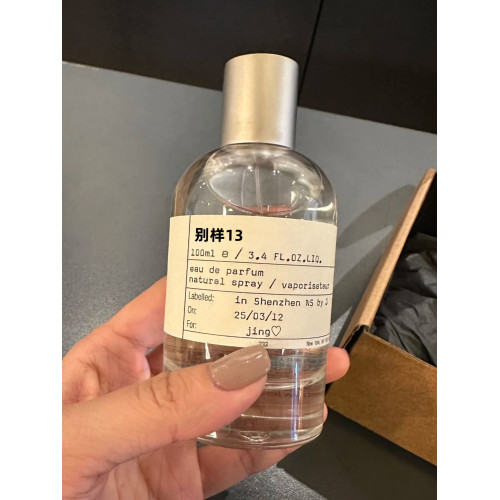 别样13
100ml e / 3.4 FL.OZ.LIQ.
eau de parfum
natural spray / vaporisateur
Labelled: in Shenzhen NS by J
On: 25/03/12
For: jing♡